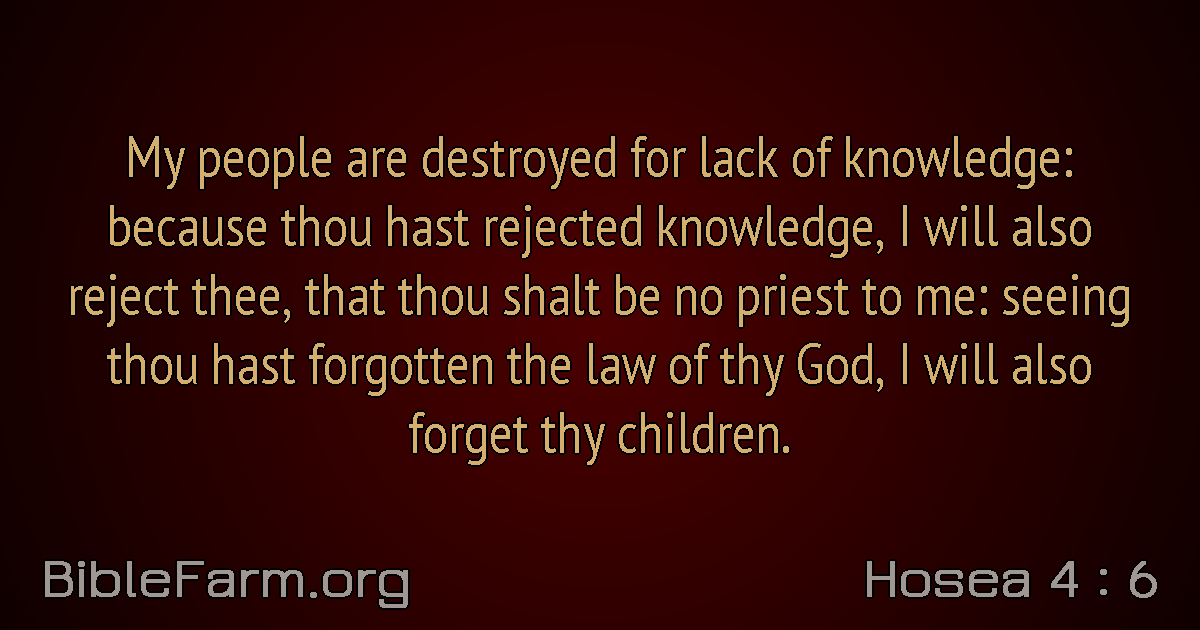 My people are destroyed for lack of knowledge:
because thou hast rejected knowledge, I will also
reject thee, that thou shalt be no priest to me: seeing
thou hast forgotten the law of thy God, I will also
forget thy children.
BibleFarm.org
Hosea 4 : 6